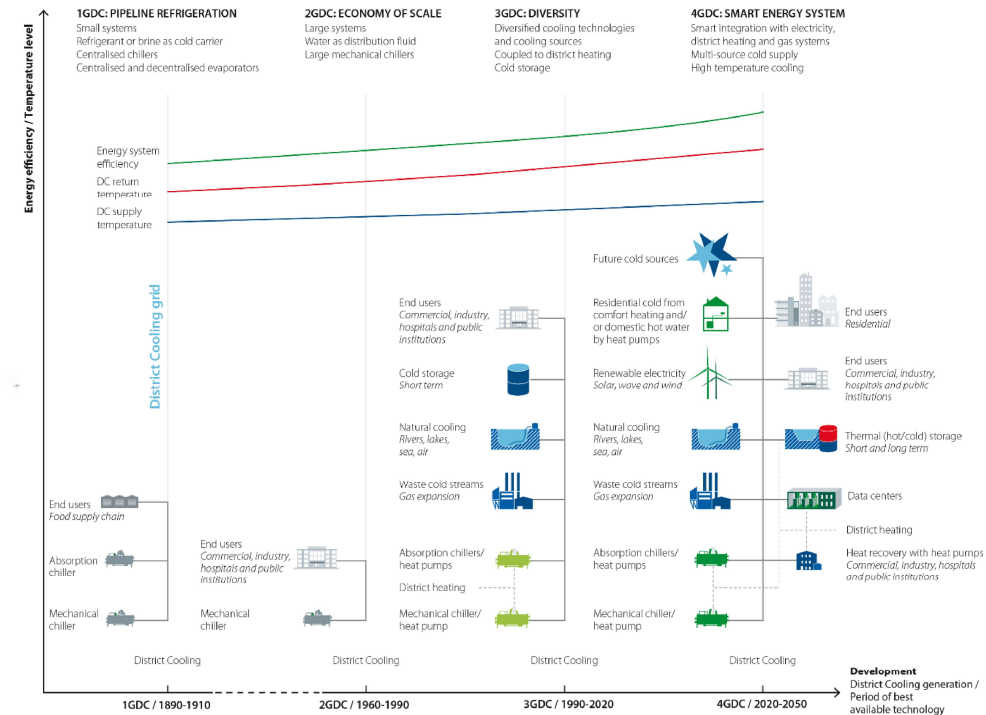 1GDC: PIPELINE REFRIGERATION
Small systems
Refrigerant or brine as cold carrier
Centralised chillers
Centralised and decentralised evaporators
2GDC: ECONOMY OF SCALE
Large systems
Water as distribution fluid
Large mechanical chillers
3GDC: DIVERSITY
Diversified cooling technologies
and cooling sources
Coupled to district heating
Cold storage
4GDC: SMART ENERGY SYSTEM
Smart integration with electricity,
district heating and gas systems
Multi-source cold supply
High temperature cooling
Energy efficiency / Temperature level
Energy system
efficiency
DC return
temperature
DC supply
temperature
District Cooling grid
End users
Food supply chain
Absorption
chiller
Mechanical
chiller
End users
Commercial, industry,
hospitals and public
institutions
Mechanical
chiller
End users
Commercial, industry,
hospitals and public
institutions
Cold storage
Short term
Natural cooling
Rivers, lakes,
sea, air
Waste cold streams
Gas expansion
Absorption chillers/
heat pumps
District heating
Mechanical chiller/
heat pump
Future cold sources
Residential cold from
comfort heating and/
or domestic hot water
by heat pumps
Renewable electricity
Solar, wave and wind
Natural cooling
Rivers, lakes,
sea, air
Waste cold streams
Gas expansion
Absorption chillers/
heat pumps
Mechanical chiller/
heat pump
End users
Residential
End users
Commercial, industry,
hospitals and public
institutions
Thermal (hot/cold) storage
Short and long term
Data centers
District heating
Heat recovery with heat pumps
Commercial, industry, hospitals
and public institutions
District Cooling
District Cooling
District Cooling
District Cooling
1GDC / 1890-1910
2GDC / 1960-1990
3GDC / 1990-2020
4GDC / 2020-2050
Development
District Cooling generation /
Period of best
available technology